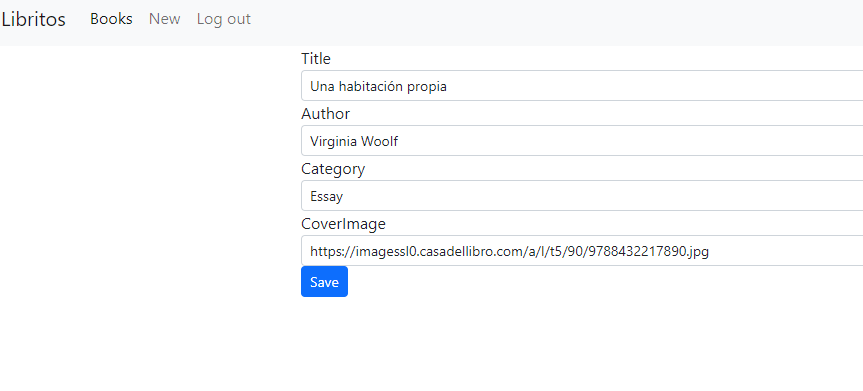 Libritos Books New Log out
Title
Una habitación propia
Author
Virginia Woolf
Category
Essay
CoverImage
https://imagessl0.casadellibro.com/a/l/t5/90/9788432217890.jpg
Save